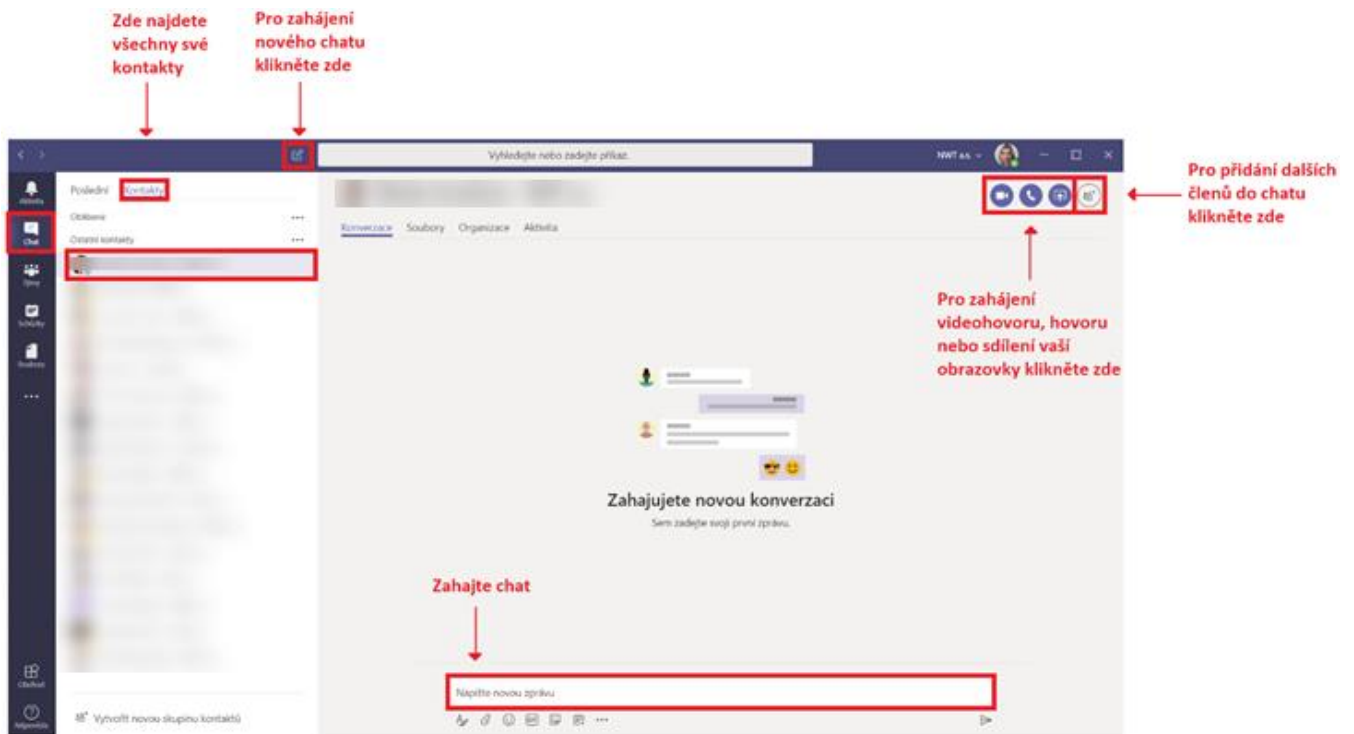 Zde najdete
všechny své
kontakty
Pro zahájení
nového chatu
klikněte zde
Vyhledejte nebo zadejte příkaz.
NWT a.s.
Pro přidání dalších
členů do chatu
klikněte zde
Aktivita
Chat
Týmy
Schůzky
Soubory
Poslední Kontakty
Oblíbené
Ostatní kontakty
Konverzace Soubory Organizace Aktivita
Pro zahájení
videohovoru, hovoru
nebo sdílení vaší
obrazovky klikněte zde
Zahajujete novou konverzaci
Sem zadejte svoji první zprávu.
Zahajte chat
Napište novou zprávu
Obchod
Nápověda
Vytvořit novou skupinu kontaktů